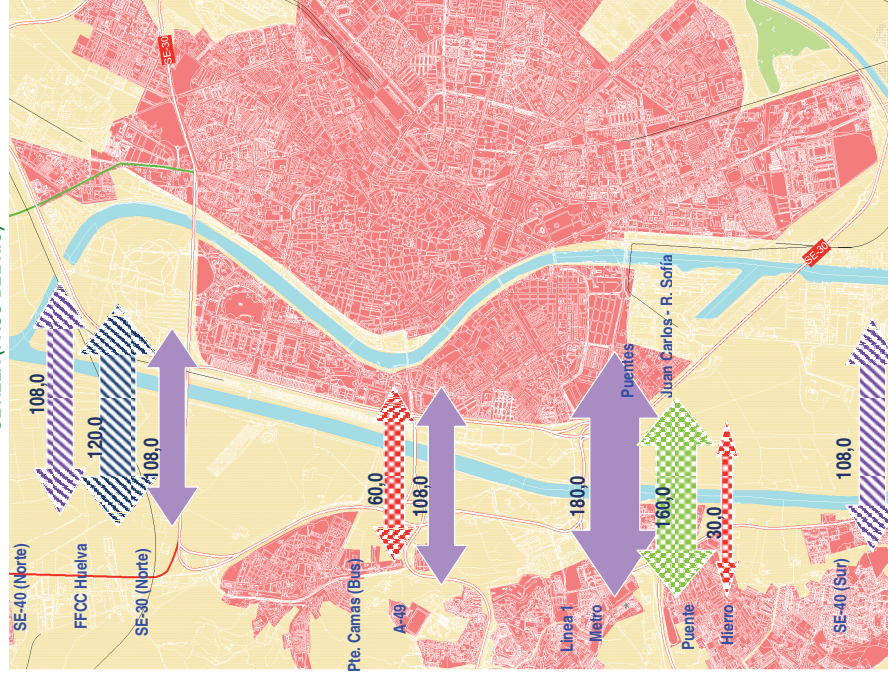 SE-30
SE-40 (Norte)
108,0
FFCC Huelva
120,0
SE-30 (Norte)
108,0
Pte. Camas (Bus)
60,0
A-49
108,0
Línea 1
Metro
180,0
Puentes
Juan Carlos - R. Sofía
160,0
Puente
Hierro
30,0
SE-30
SE-40 (Sur)
108,0